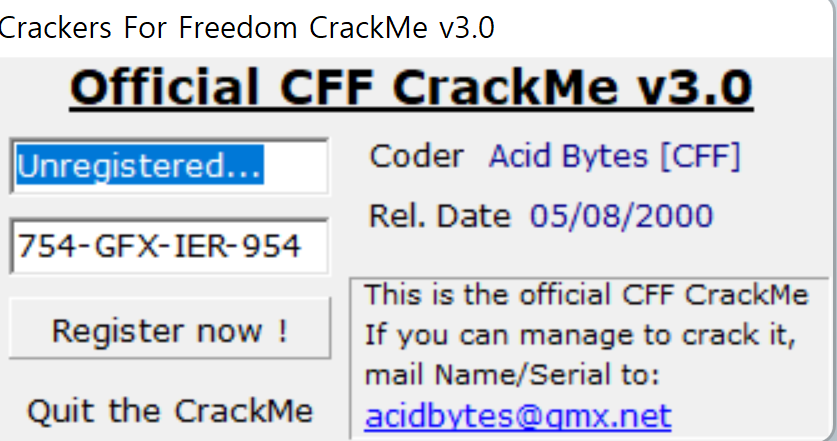 Crackers For Freedom CrackMe v3.0
Official CFF CrackMe v3.0
Unregistered...
754-GFX-IER-954
Register now !
Quit the CrackMe
Coder Acid Bytes [CFF]
Rel. Date 05/08/2000
This is the official CFF CrackMe
If you can manage to crack it,
mail Name/Serial to:
acidbytes@gmx.net